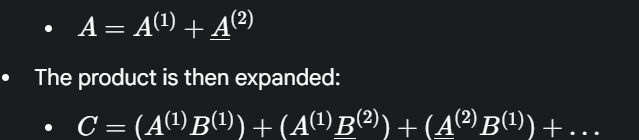 • A = A⁽¹⁾ + A̲⁽²⁾
• The product is then expanded:
• C = (A⁽¹⁾B⁽¹⁾) + (A⁽¹⁾B̲⁽²⁾) + (A̲⁽²⁾B⁽¹⁾) + …